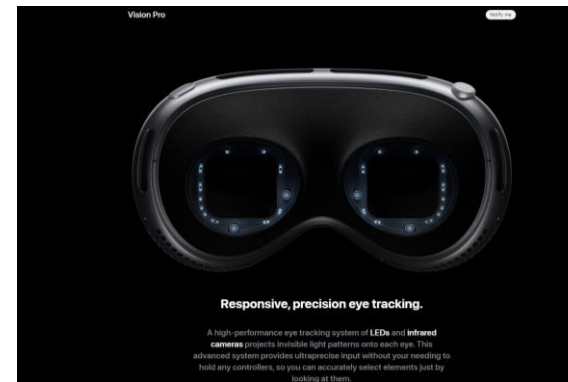 Vision Pro
Notify me
Responsive, precision eye tracking.
A high-performance eye tracking system of LEDs and infrared
cameras projects invisible light patterns onto each eye. This
advanced system provides ultraprecise input without your needing to
hold any controllers, so you can accurately select elements just by
looking at them.